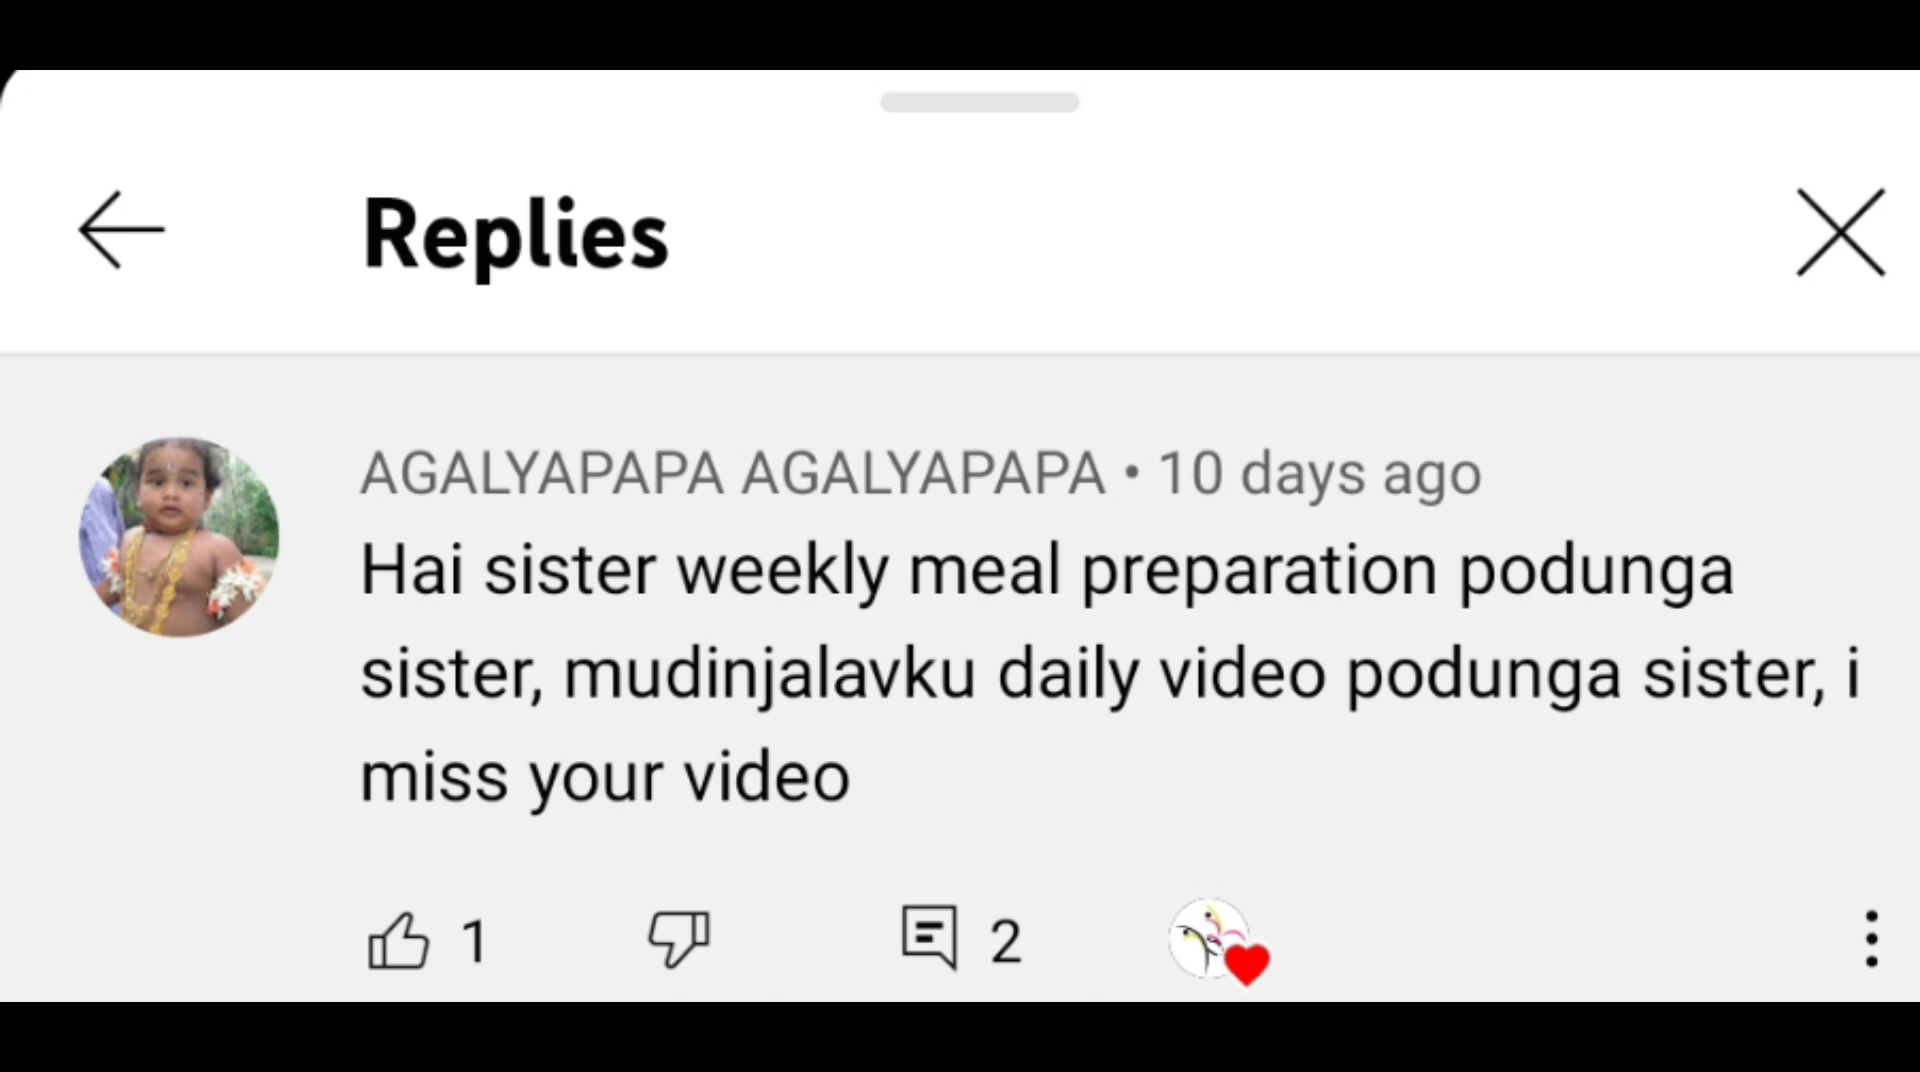 Replies
AGALYAPAPA AGALYAPAPA • 10 days ago
Hai sister weekly meal preparation podunga
sister, mudinjalavku daily video podunga sister, i
miss your video
1 2